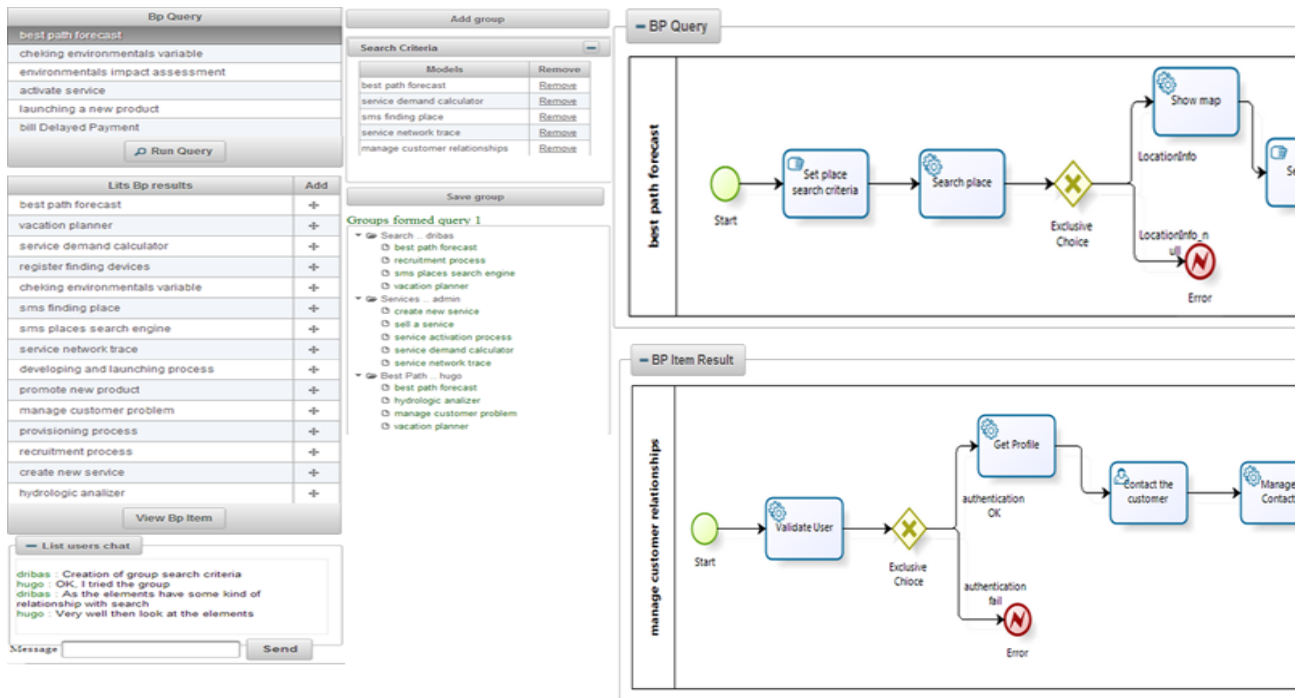 Bp Query
best path forecast
cheking environmentals variable
environmentals impact assessment
activate service
launching a new product
bill Delayed Payment
Run Query
Lits Bp results Add
best path forecast
vacation planner
service demand calculator
register finding devices
cheking environmentals variable
sms finding place
sms places search engine
service network trace
developing and launching process
promote new product
manage customer problem
provisioning process
recruitment process
create new service
hydrologic analizer
View Bp Item
List users chat
dribas : Creation of group search criteria
hugo : OK, I tried the group
dribas : As the elements have some kind of
relationship with search
hugo : Very well then look at the elements
Message
Send
Add group
Search Criteria
Models Remove
best path forecast Remove
service demand calculator Remove
sms finding place Remove
service network trace Remove
manage customer relationships Remove
Save group
Groups formed query 1
Search .. dribas
best path forecast
recruitment process
sms places search engine
vacation planner
Services .. admin
create new service
sell a service
service activation process
service demand calculator
service network trace
Best Path .. hugo
best path forecast
hydrologic analizer
manage customer problem
vacation planner
BP Query
best path forecast
Start
Set place
search criteria
Search place
Exclusive
Choice
Show map
LocationInfo
LocationInfo_n
ull
Error
Se
BP Item Result
manage customer relationships
Start
Validate User
Exclusive
Chioce
Get Profile
authentication
OK
authentication
fail
Error
Contact the
customer
Manage
Contact